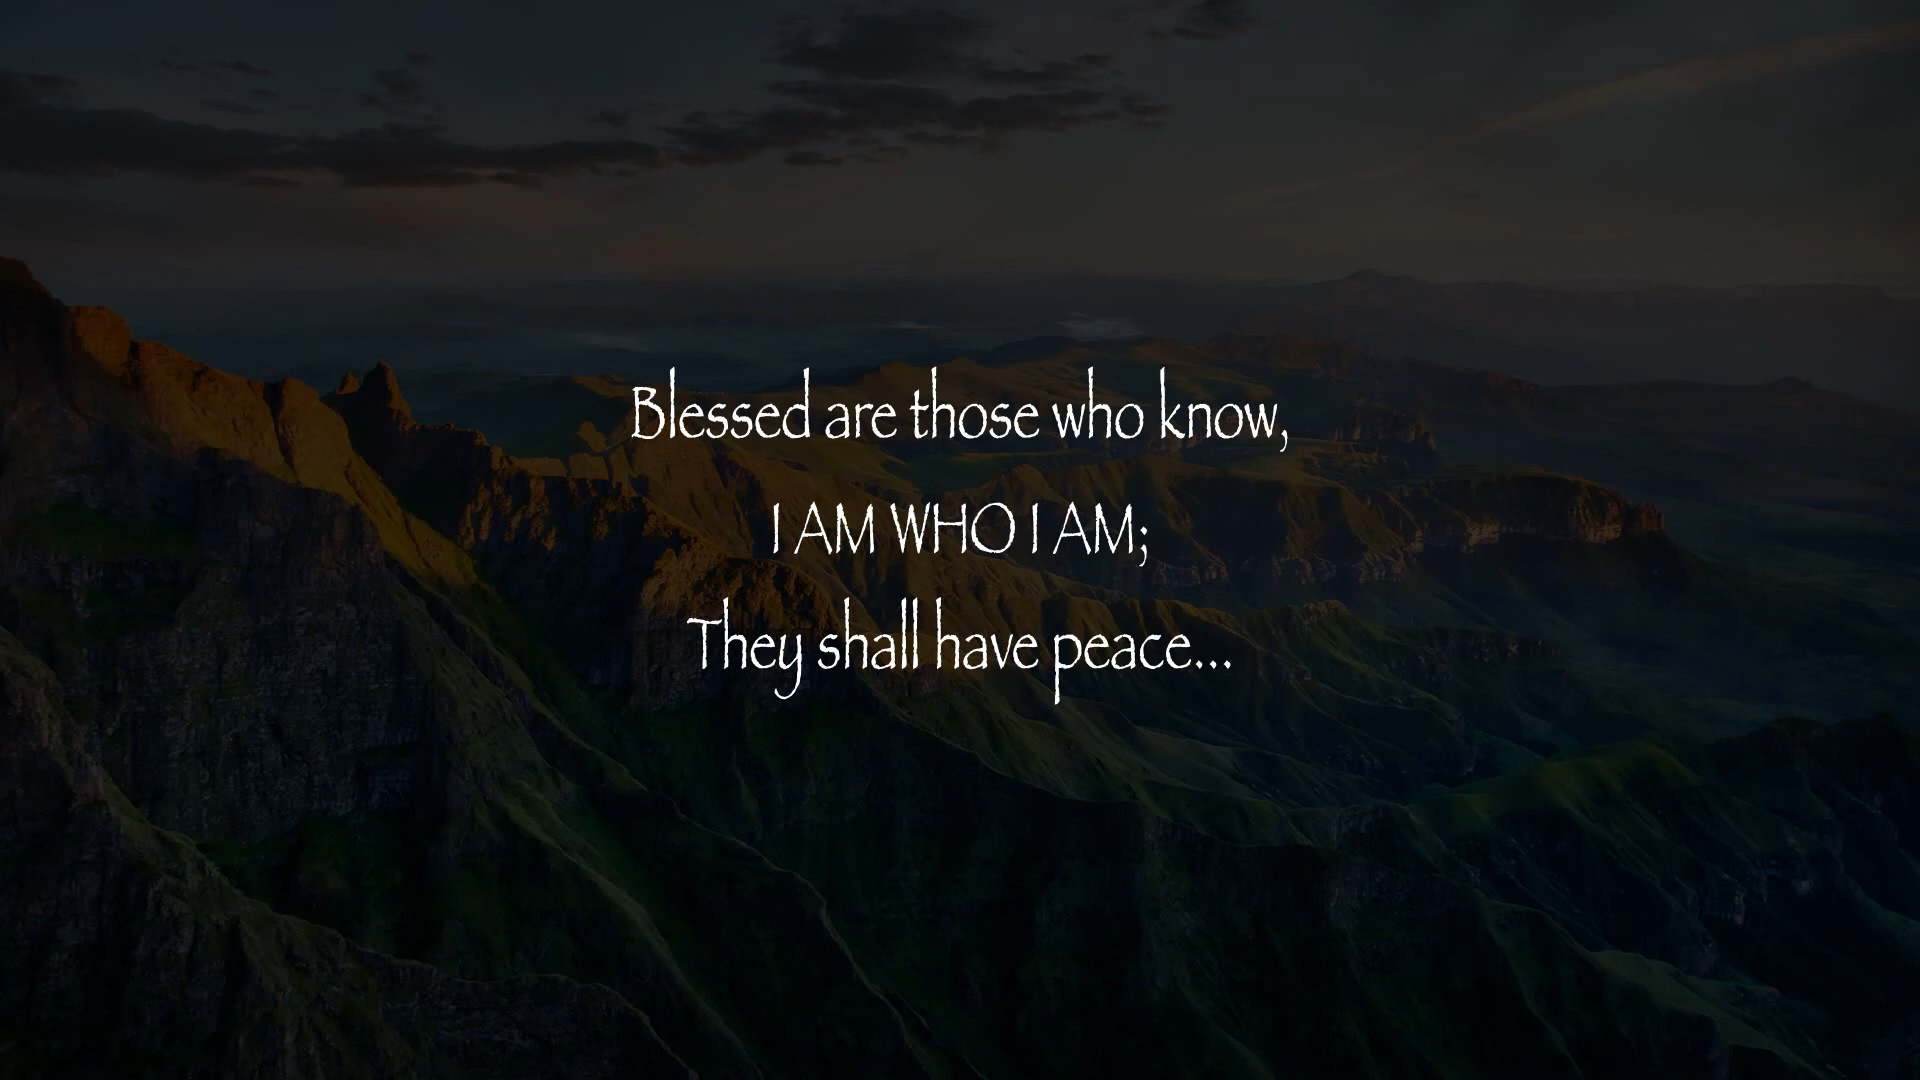 Blessed are those who know,
I AM WHO I AM;
They shall have peace...